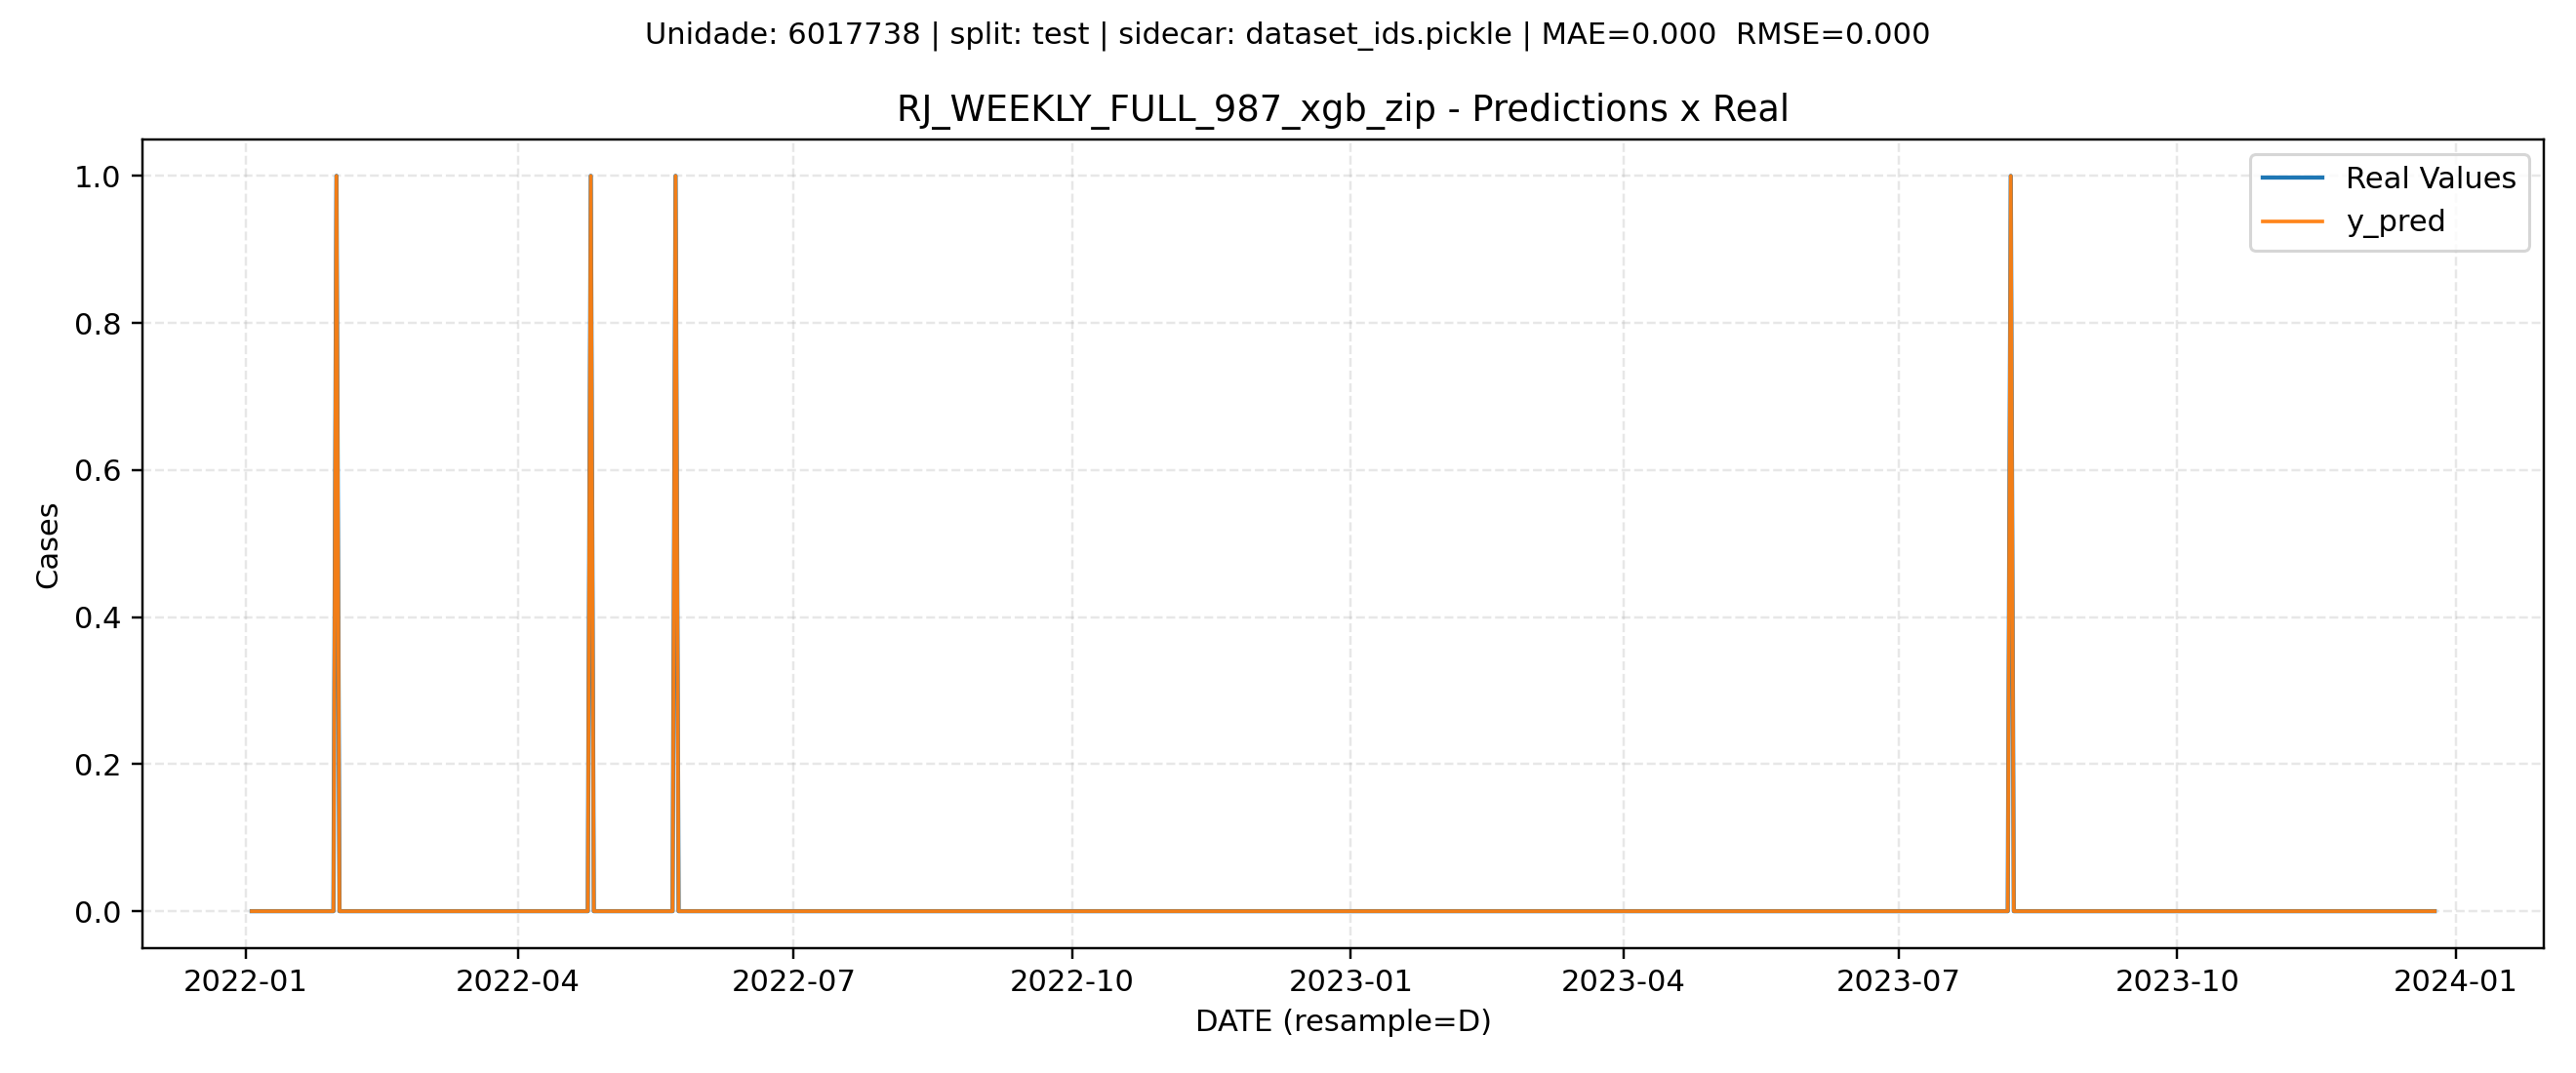 Unidade: 6017738 | split: test | sidecar: dataset_ids.pickle | MAE=0.000  RMSE=0.000
RJ_WEEKLY_FULL_987_xgb_zip - Predictions x Real
Real Values
y_pred
1.0
0.8
0.6
0.4
0.2
0.0
Cases
2022-01 2022-04 2022-07 2022-10 2023-01 2023-04 2023-07 2023-10 2024-01
DATE (resample=D)